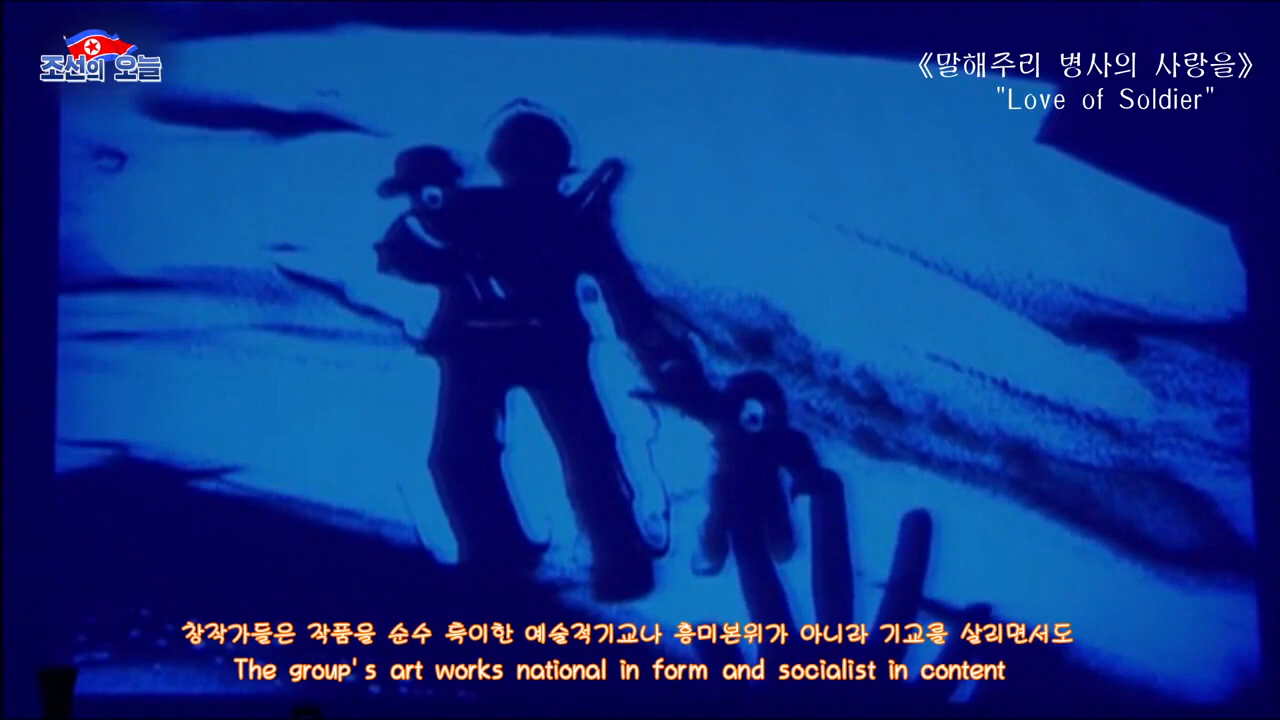 조선의 오늘
《말해주리 병사의 사랑을》
"Love of Soldier"
창작가들은 작품을 순수 특이한 예술적기교나 흥미본위가 아니라 기교를 살리면서도
The group's art works national in form and socialist in content